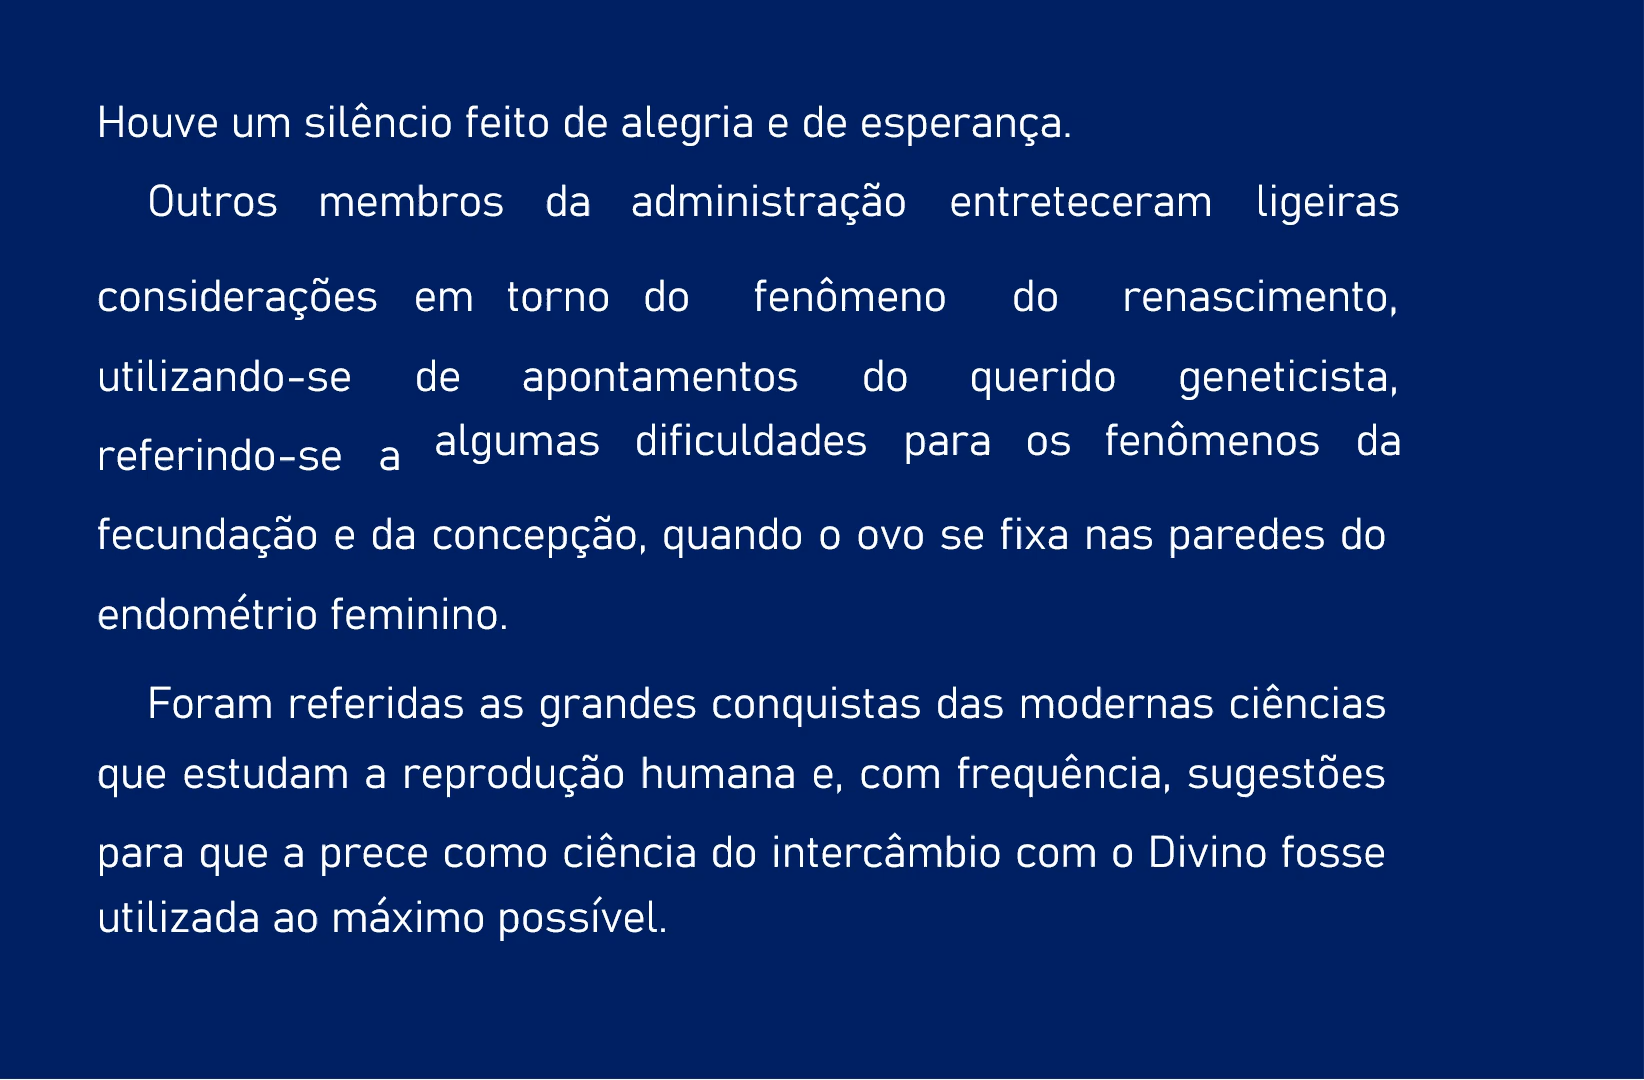 Houve um silêncio feito de alegria e de esperança.
Outros membros da administração entreteceram ligeiras
considerações em torno do fenômeno do renascimento,
utilizando-se de apontamentos do querido geneticista,
referindo-se a algumas dificuldades para os fenômenos da
fecundação e da concepção, quando o ovo se fixa nas paredes do
endométrio feminino.
Foram referidas as grandes conquistas das modernas ciências
que estudam a reprodução humana e, com frequência, sugestões
para que a prece como ciência do intercâmbio com o Divino fosse
utilizada ao máximo possível.